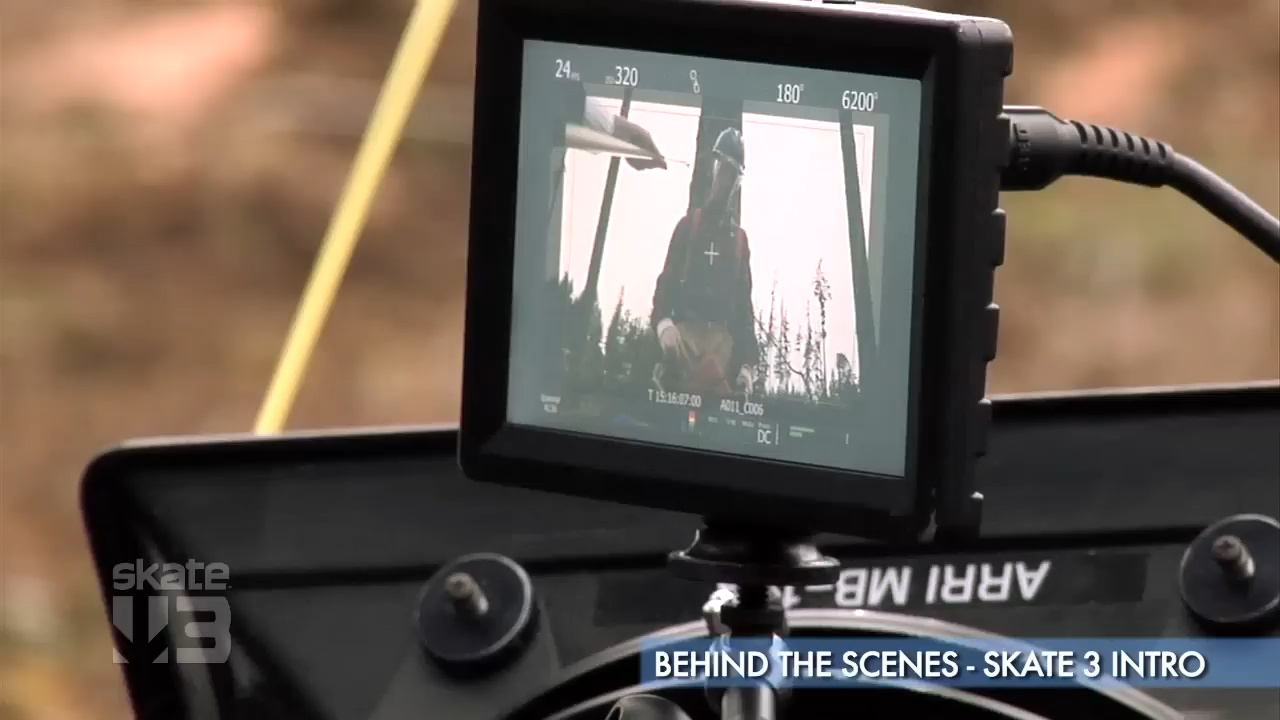 24 320 180° 6200°
T 15:16:07:00 A011_C006
DC
ARRI MB-
skate
3
BEHIND THE SCENES - SKATE 3 INTRO